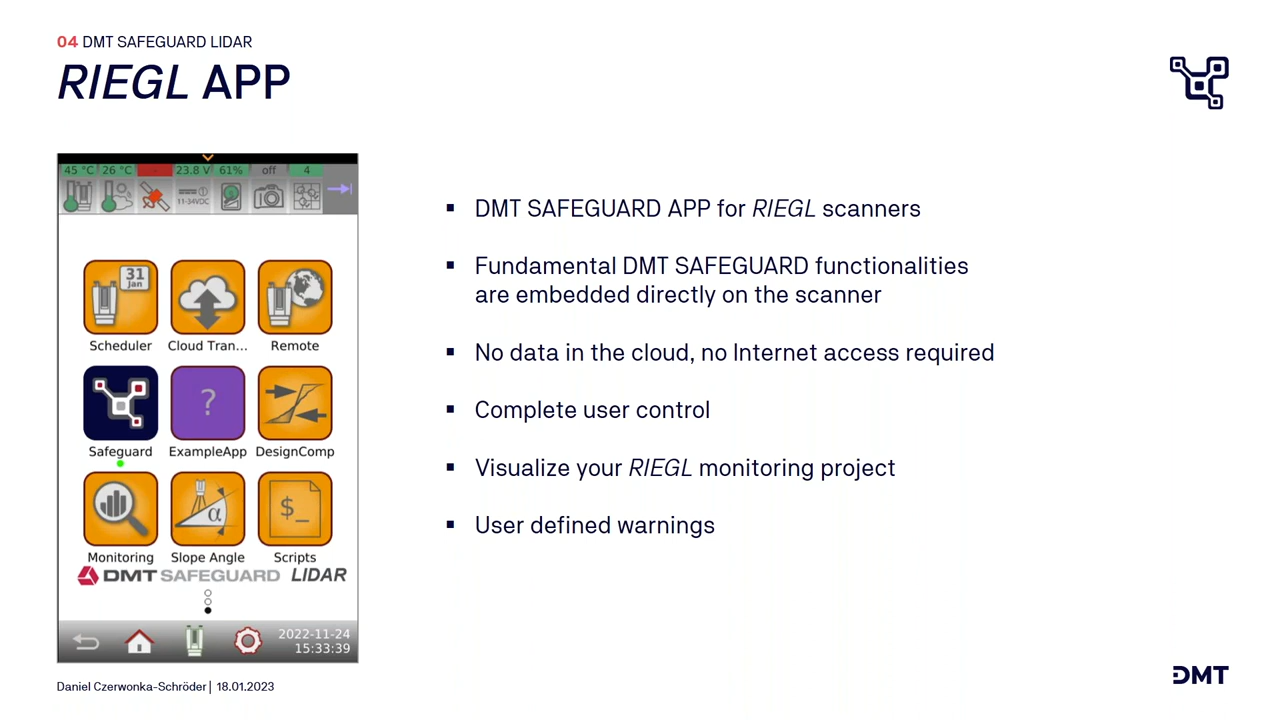 04 DMT SAFEGUARD LIDAR
RIEGL APP
45 °C 26 °C - 23.8 V 61% off 4
11-34VDC
31
Jan
Scheduler Cloud Tran... Remote
?
Safeguard ExampleApp DesignComp
α
$_
Monitoring Slope Angle Scripts
DMT SAFEGUARD LIDAR
2022-11-24
15:33:39
▪ DMT SAFEGUARD APP for RIEGL scanners
▪ Fundamental DMT SAFEGUARD functionalities
are embedded directly on the scanner
▪ No data in the cloud, no Internet access required
▪ Complete user control
▪ Visualize your RIEGL monitoring project
▪ User defined warnings
Daniel Czerwonka-Schröder | 18.01.2023
DMT